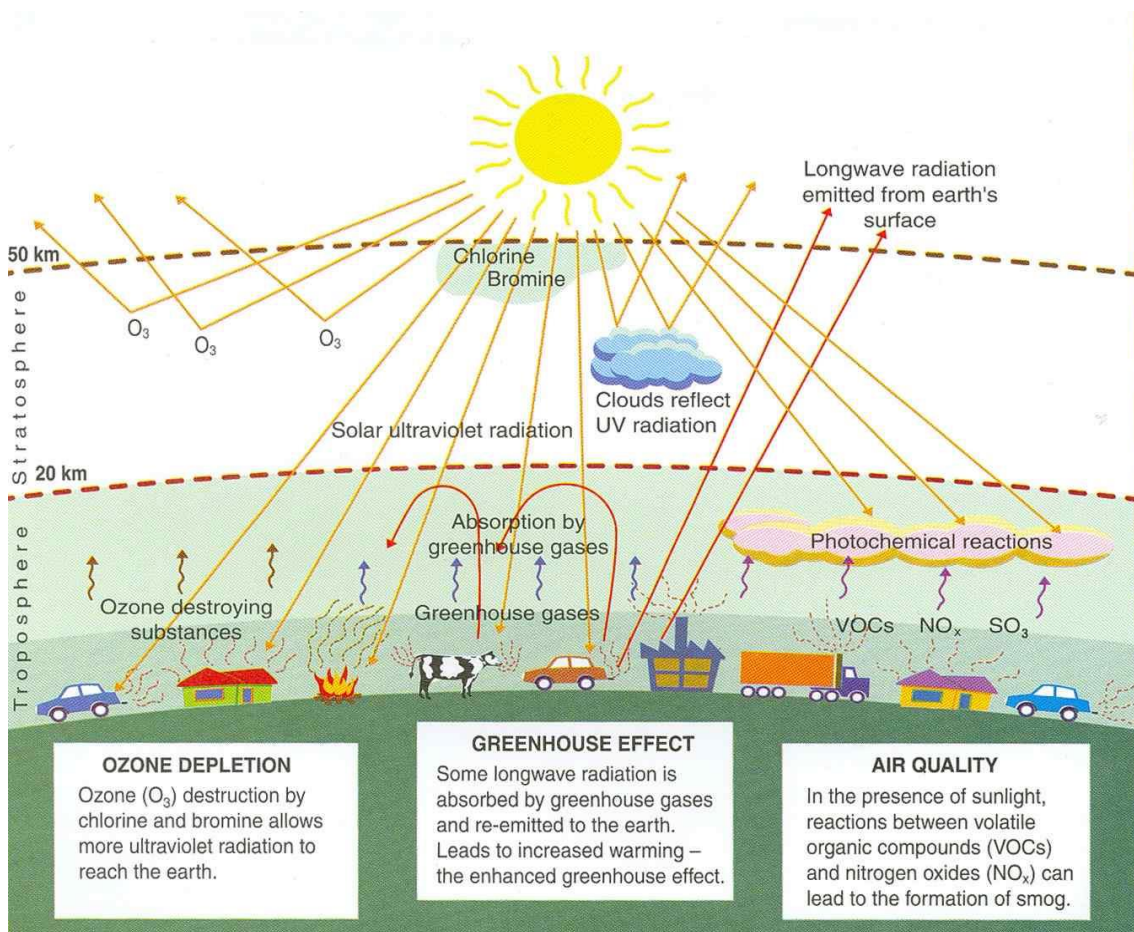 Longwave radiation
emitted from earth's
surface
50 km
Chlorine
Bromine
O₃
O₃
O₃
Stratosphere
Clouds reflect
UV radiation
Solar ultraviolet radiation
20 km
Troposphere
Absorption by
greenhouse gases
Photochemical reactions
Ozone destroying
substances
Greenhouse gases
VOCs NOₓ SO₃
OZONE DEPLETION
Ozone (O₃) destruction by
chlorine and bromine allows
more ultraviolet radiation to
reach the earth.
GREENHOUSE EFFECT
Some longwave radiation is
absorbed by greenhouse gases
and re-emitted to the earth.
Leads to increased warming –
the enhanced greenhouse effect.
AIR QUALITY
In the presence of sunlight,
reactions between volatile
organic compounds (VOCs)
and nitrogen oxides (NOₓ) can
lead to the formation of smog.